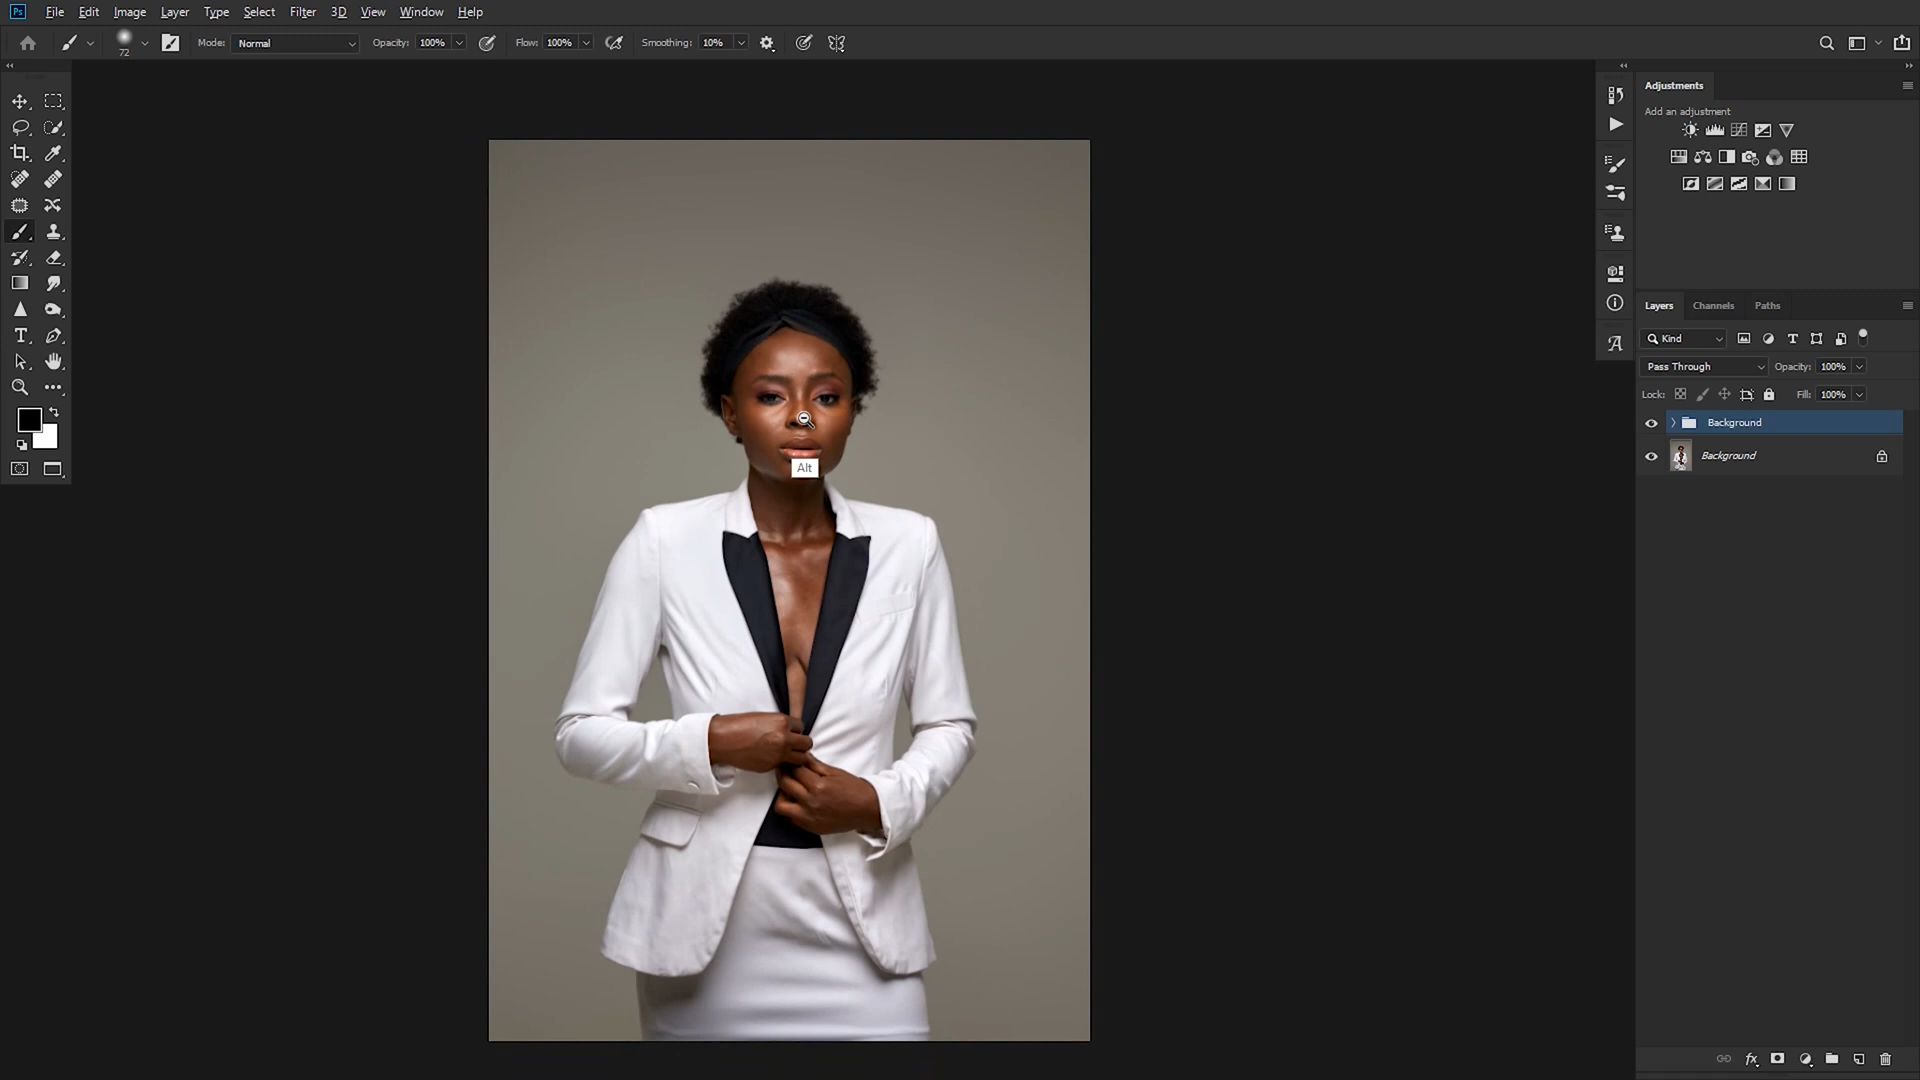 Ps File Edit Image Layer Type Select Filter 3D View Window Help
72 Mode: Normal Opacity: 100% Flow: 100% Smoothing: 10%
Adjustments
Add an adjustment
Layers Channels Paths
Kind
Pass Through Opacity: 100%
Lock: Fill: 100%
Background
Background
Alt